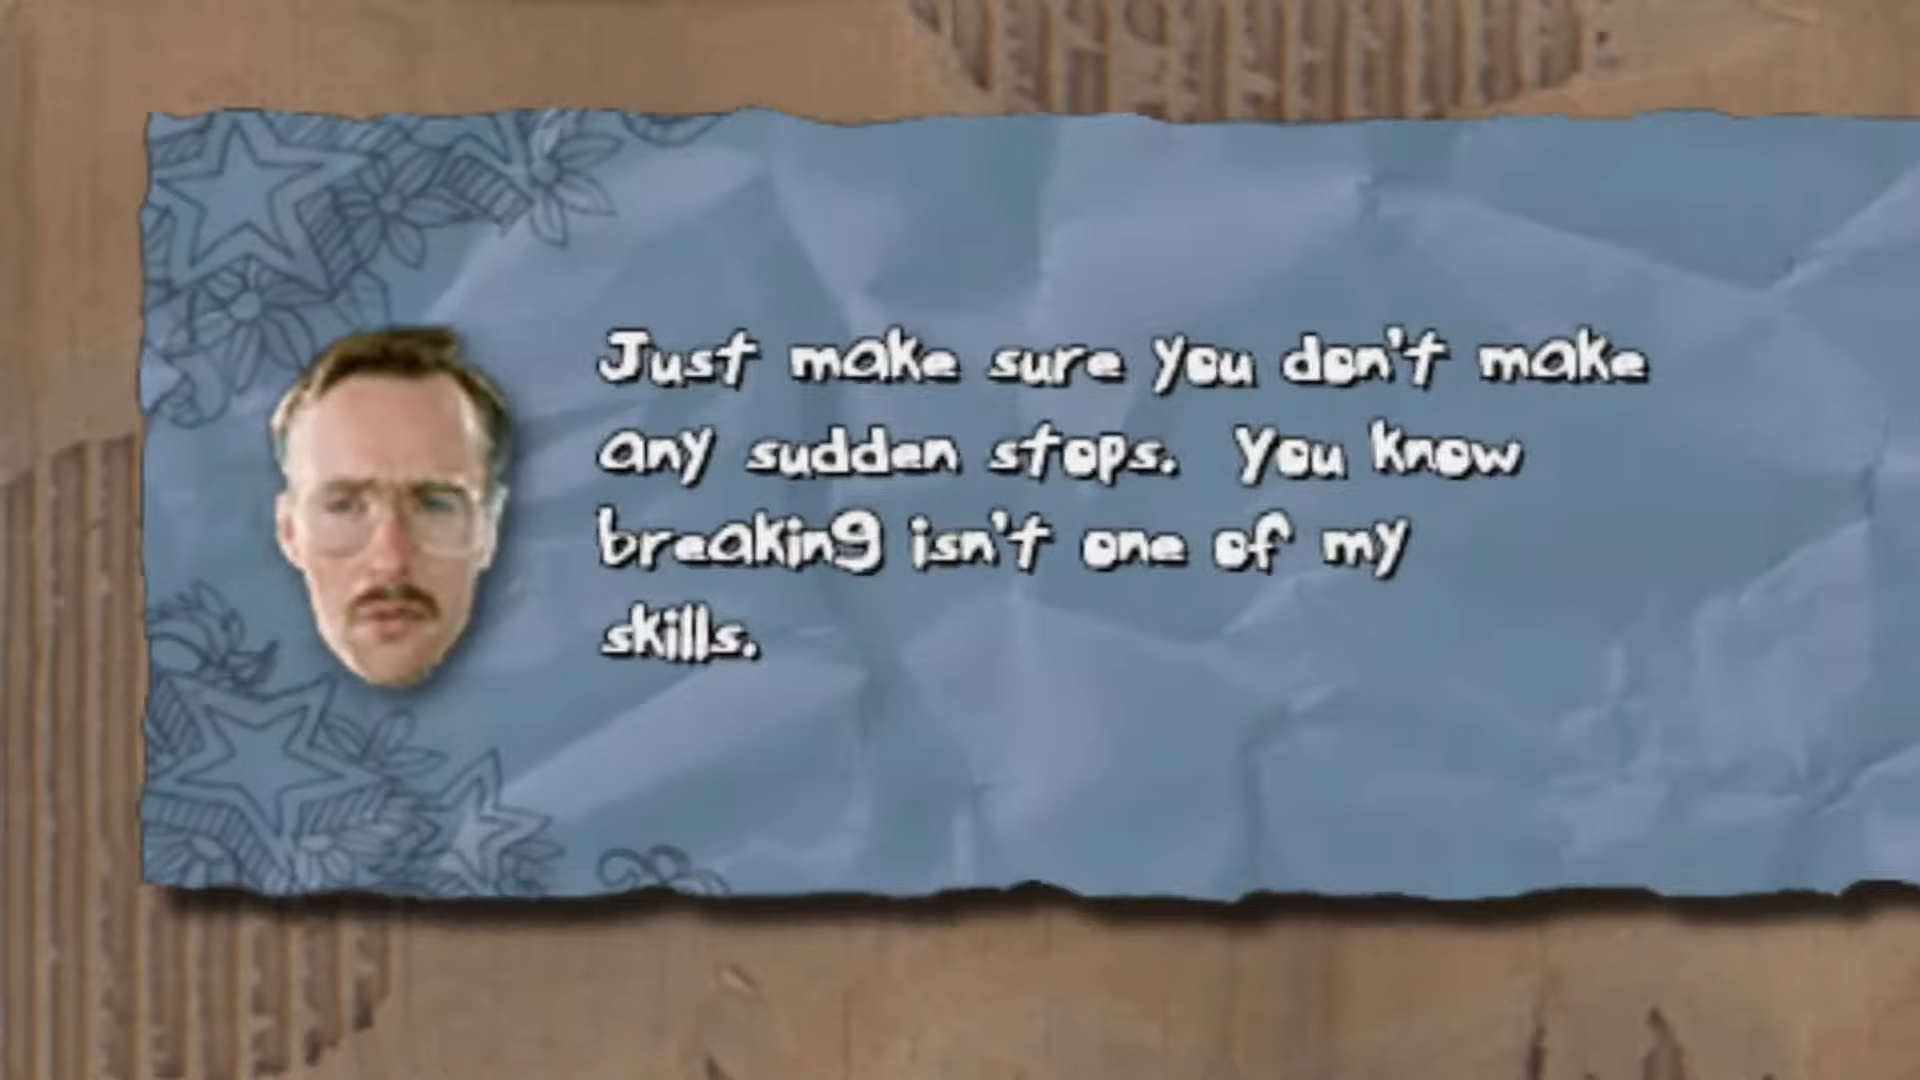 Just make sure you don't make
any sudden stops. You know
breaking isn't one of my
skills.